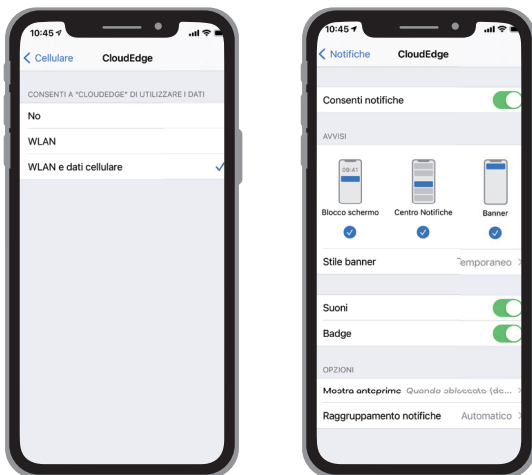 10:45
Cellulare
CloudEdge
CONSENTI A "CLOUDEDGE" DI UTILIZZARE I DATI
No
WLAN
WLAN e dati cellulare
10:45
Notifiche
CloudEdge
Consenti notifiche
AVVISI
09:41
Blocco schermo Centro Notifiche Banner
Stile banner Temporaneo
Suoni
Badge
OPZIONI
Mostra anteprime Quando sbloccato (de...
Raggruppamento notifiche Automatico